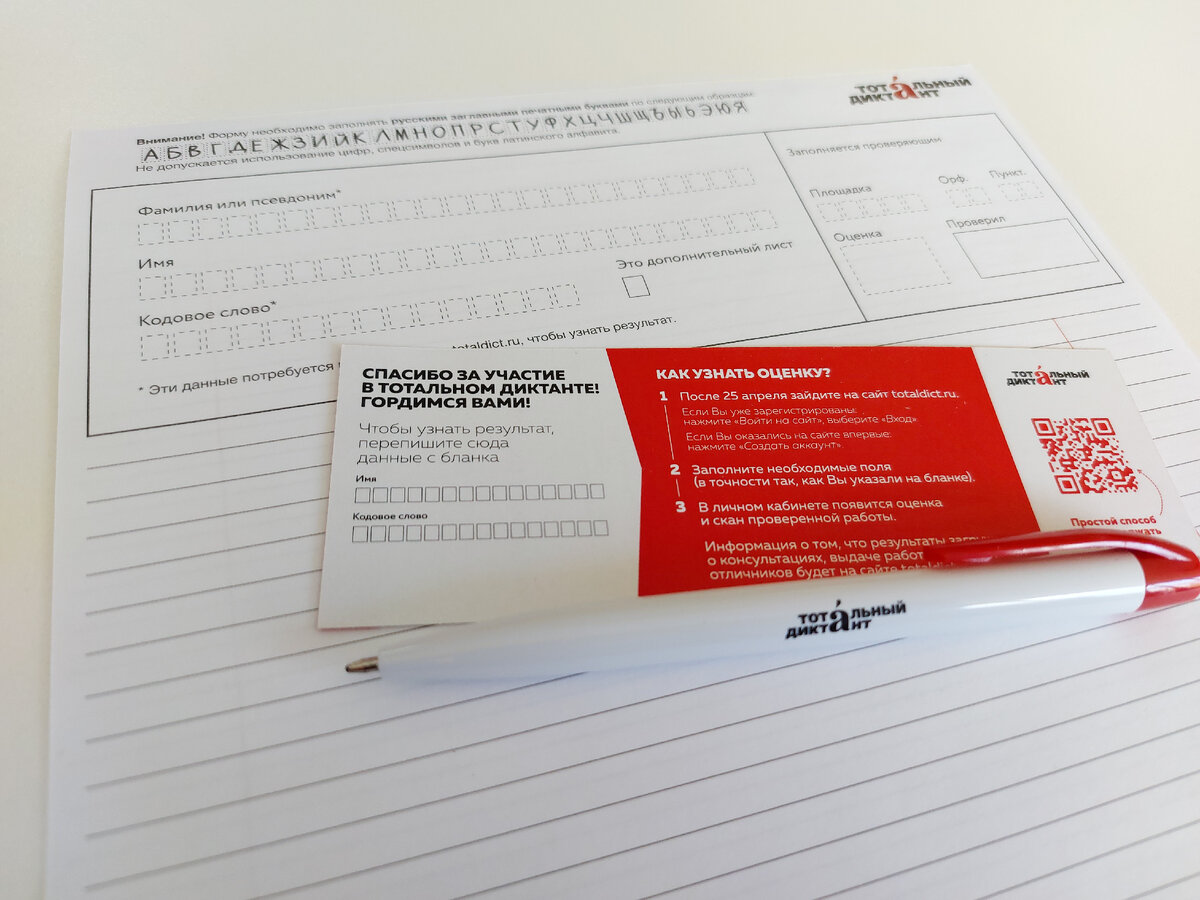 ТОТАЛЬНЫЙ
ДИКТАНТ
Внимание! Форму необходимо заполнять русскими заглавными печатными буквами по следующим образцам:
АБВГДЕЖЗИЙКЛМНОПРСТУФХЦЧШЩЪЫЬЭЮЯ
Не допускается использование цифр, спецсимволов и букв латинского алфавита.
Фамилия или псевдоним*
Имя
Кодовое слово*
Это дополнительный лист
* Эти данные потребуется totaldict.ru, чтобы узнать результат.
Заполняется проверяющим
Площадка
Орф.
Пункт.
Оценка
Проверил
СПАСИБО ЗА УЧАСТИЕ
В ТОТАЛЬНОМ ДИКТАНТЕ!
ГОРДИМСЯ ВАМИ!
Чтобы узнать результат,
перепишите сюда
данные с бланка
Имя
Кодовое слово
КАК УЗНАТЬ ОЦЕНКУ?
1 После 25 апреля зайдите на сайт totaldict.ru.
Если Вы уже зарегистрированы:
нажмите «Войти на сайт», выберите «Вход»
Если Вы оказались на сайте впервые:
нажмите «Создать аккаунт».
2 Заполните необходимые поля
(в точности так, как Вы указали на бланке).
3 В личном кабинете появится оценка
и скан проверенной работы.
Информация о том, что результаты
о консультациях, выдаче работ
отличников будет на сайте
ТОТАЛЬНЫЙ
ДИКТАНТ
Простой способ
ТОТАЛЬНЫЙ
ДИКТАНТ